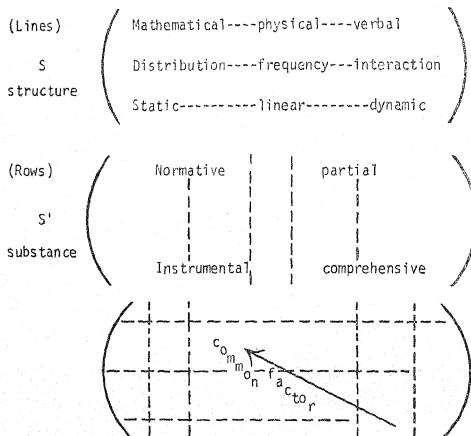 (Lines) Mathematical----physical----verbal
S Distribution----frequency---interaction
structure
Static----------linear-------dynamic
(Rows) Normative partial
S'
substance
Instrumental comprehensive
common factor